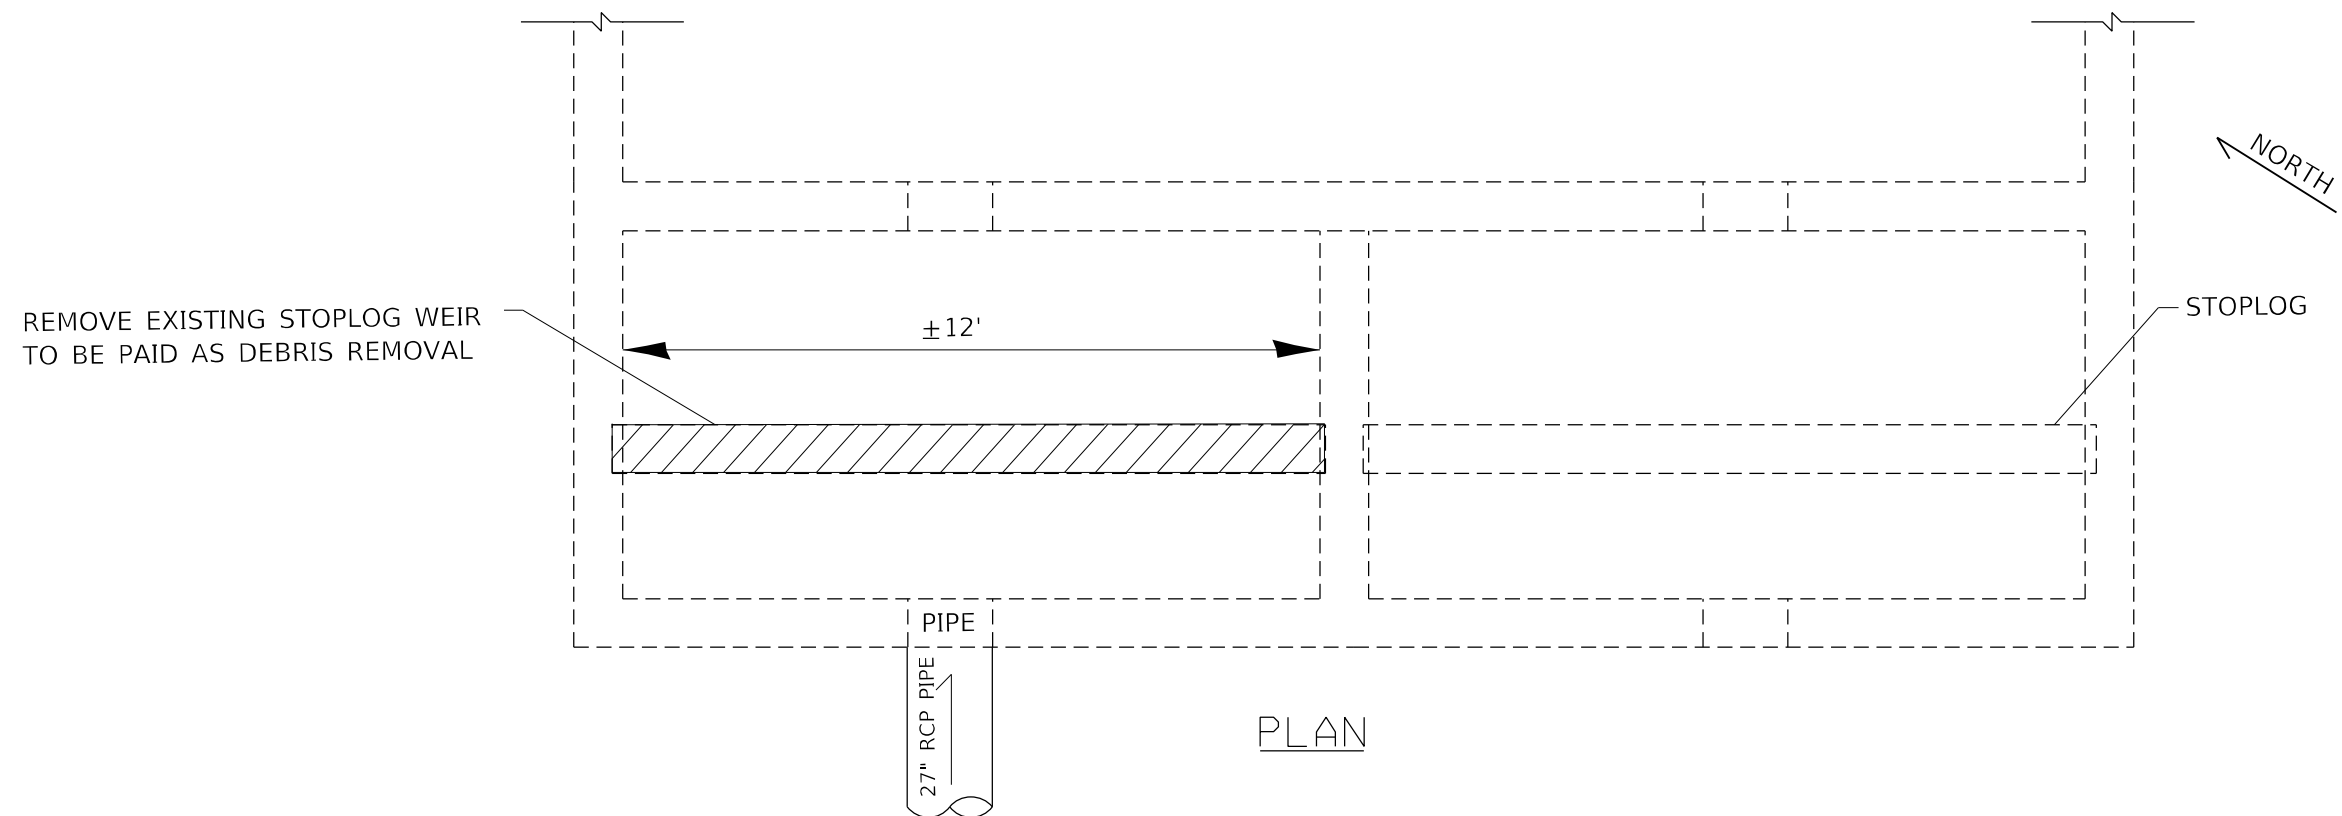 NORTH
REMOVE EXISTING STOPLOG WEIR
TO BE PAID AS DEBRIS REMOVAL
±12'
STOPLOG
PIPE
27" RCP PIPE
PLAN